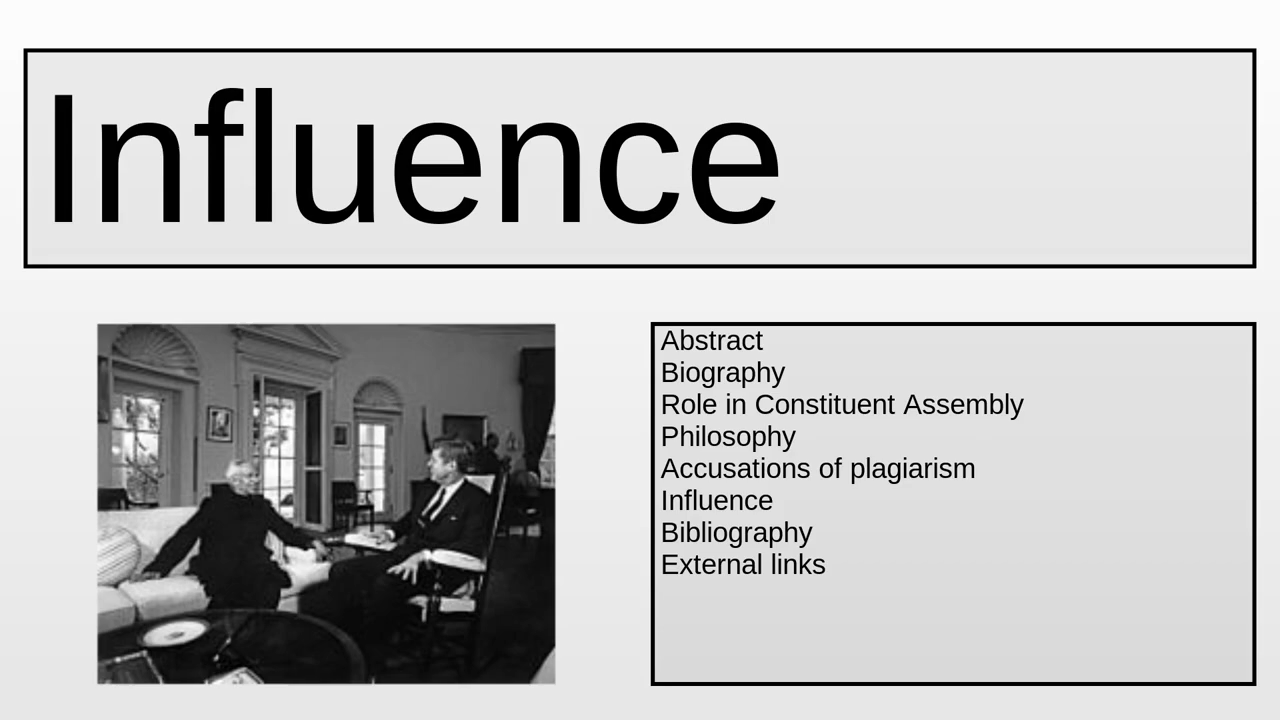 Influence
Abstract
Biography
Role in Constituent Assembly
Philosophy
Accusations of plagiarism
Influence
Bibliography
External links